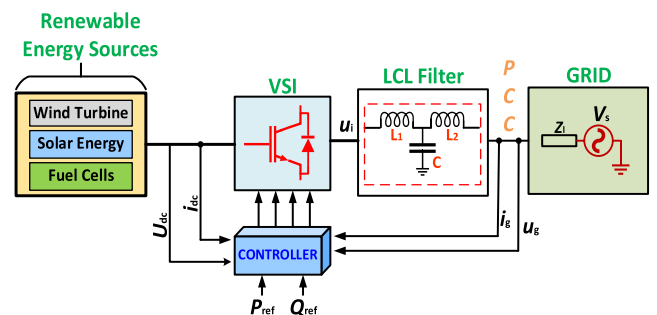 Renewable
Energy Sources
Wind Turbine
Solar Energy
Fuel Cells
VSI
LCL Filter
P
C
C
GRID
ui
L1
L2
C
Zl
Vs
Udc
idc
CONTROLLER
ig
ug
Pref
Qref